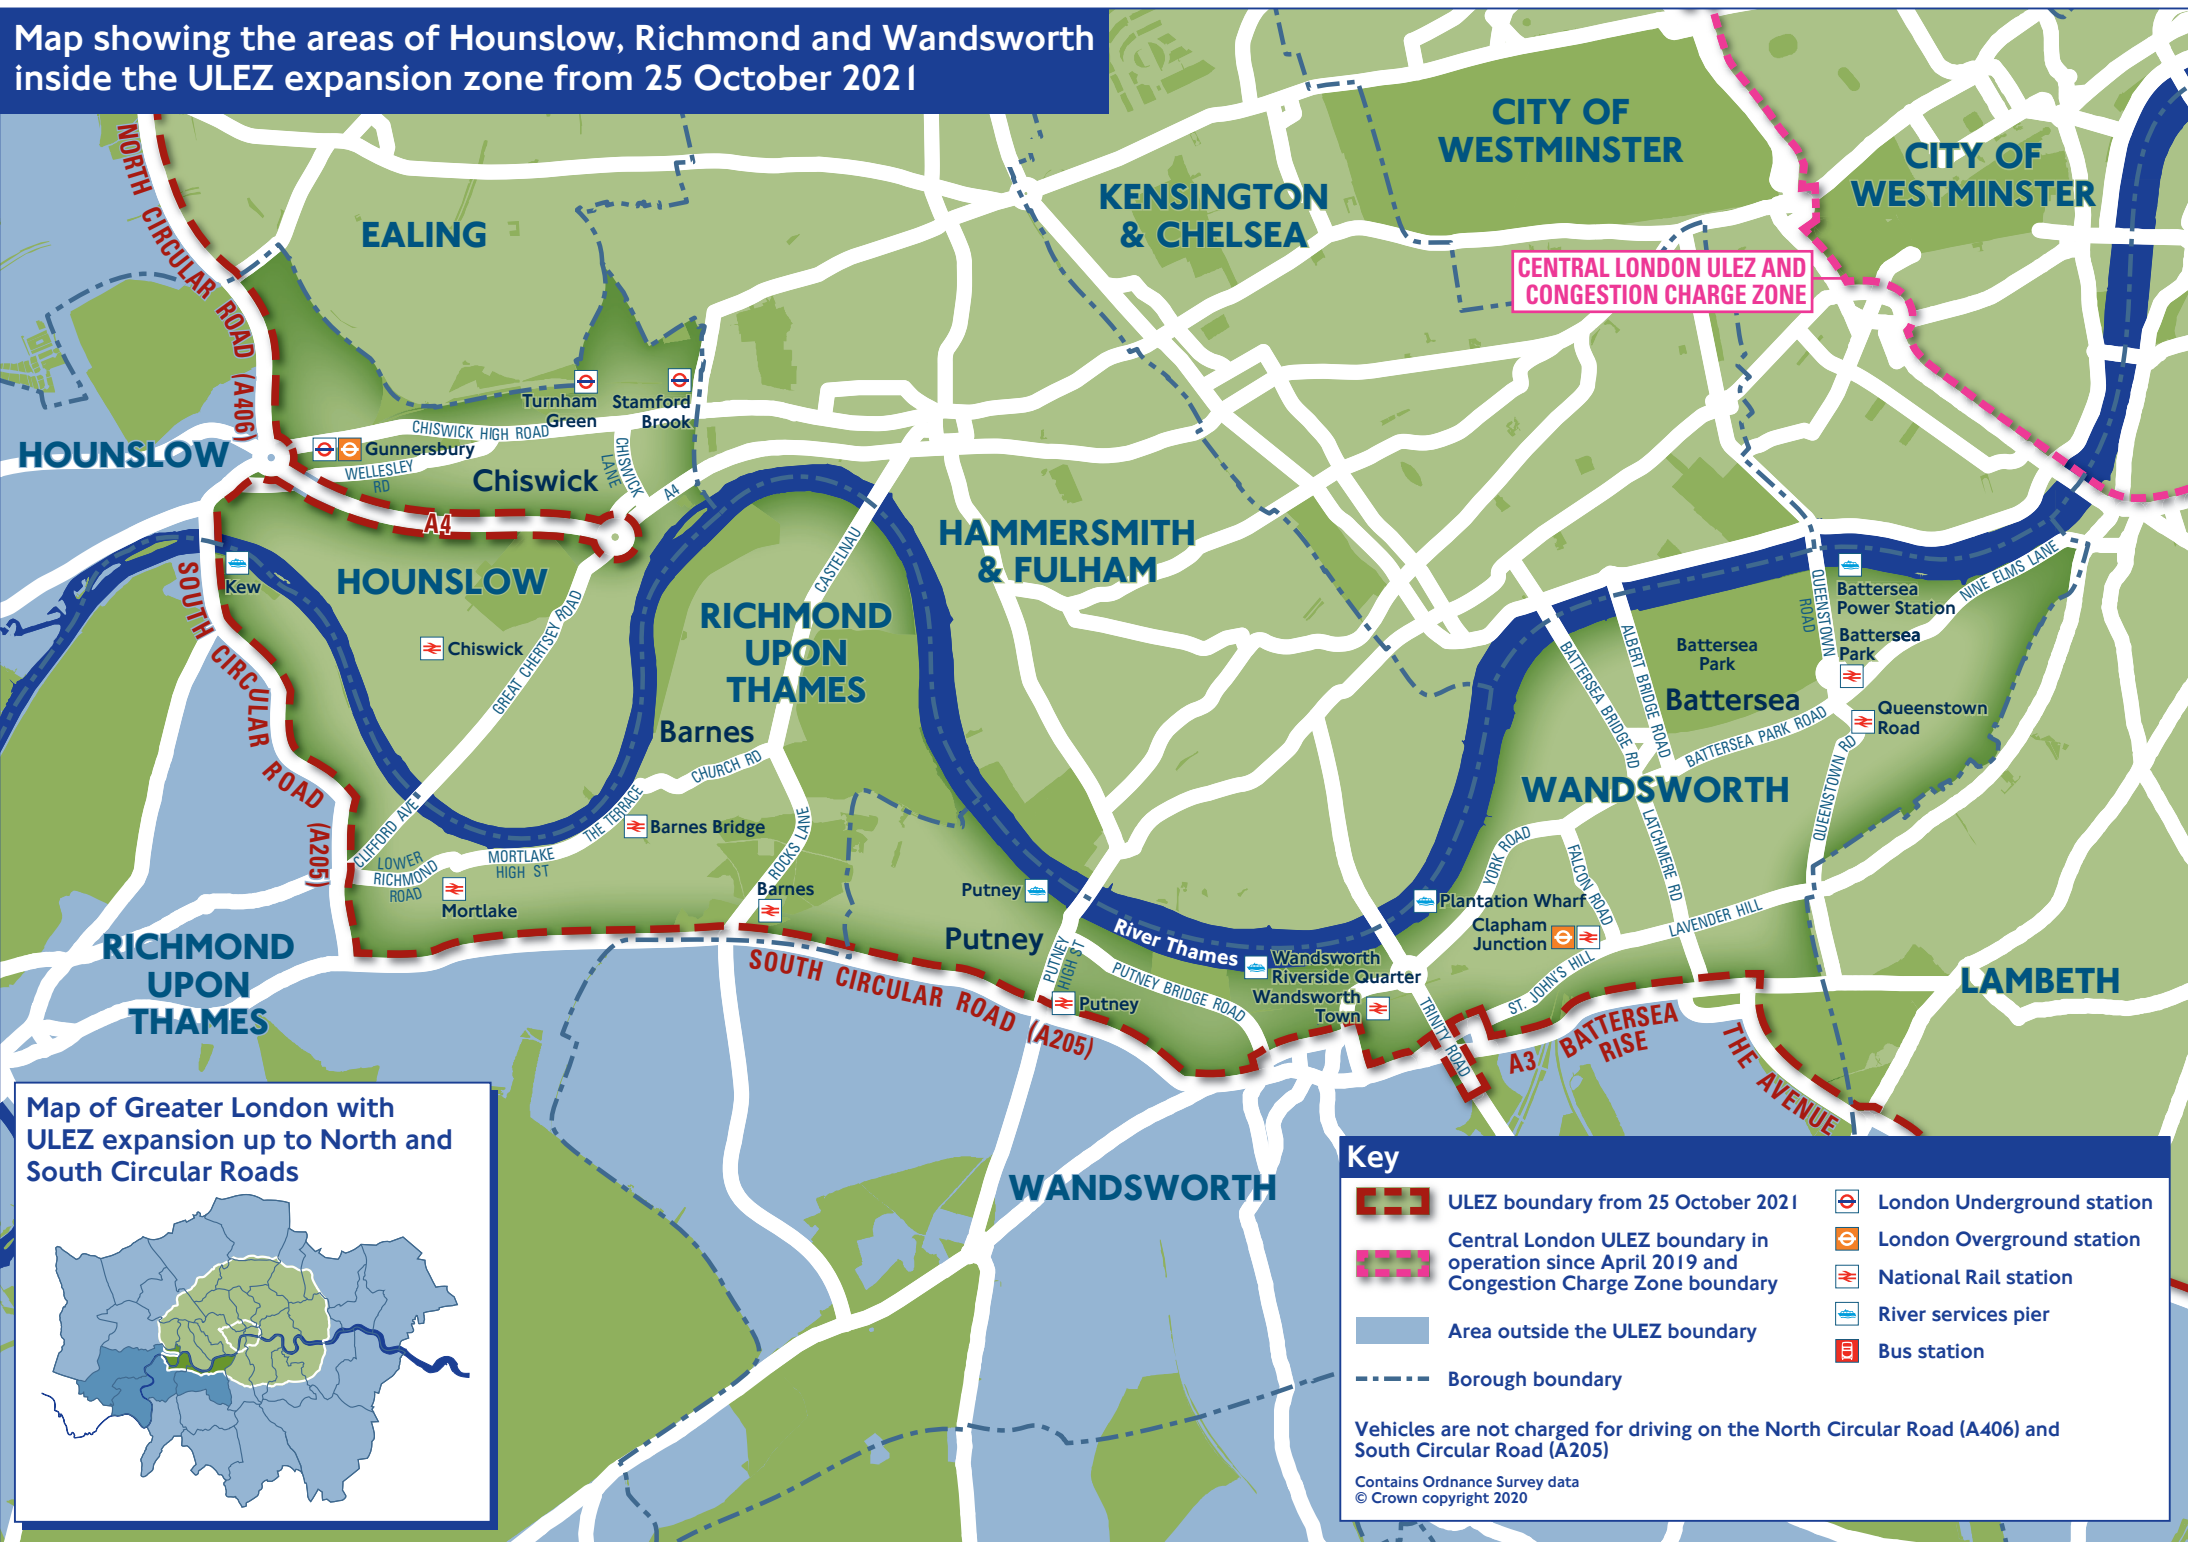 Map showing the areas of Hounslow, Richmond and Wandsworth
inside the ULEZ expansion zone from 25 October 2021
NORTH CIRCULAR ROAD (A406)
EALING
KENSINGTON
& CHELSEA
CITY OF
WESTMINSTER
CITY OF
WESTMINSTER
CENTRAL LONDON ULEZ AND
CONGESTION CHARGE ZONE
HOUNSLOW
Turnham
Green
Stamford
Brook
CHISWICK HIGH ROAD
Gunnersbury
WELLESLEY
RD
Chiswick
CHISWICK
LANE
A4
A4
HAMMERSMITH
& FULHAM
CASTELNAU
Kew
HOUNSLOW
SOUTH CIRCULAR ROAD (A205)
Chiswick
GREAT CHERTSEY ROAD
RICHMOND
UPON
THAMES
Barnes
CHURCH RD
THE TERRACE
Barnes Bridge
ROCKS LANE
CLIFFORD AVE
LOWER
RICHMOND
ROAD
MORTLAKE
HIGH ST
Mortlake
Barnes
Putney
Putney
PUTNEY
HIGH ST
Putney
PUTNEY BRIDGE ROAD
River Thames
SOUTH CIRCULAR ROAD (A205)
Wandsworth
Riverside Quarter
Wandsworth
Town
Plantation Wharf
Clapham
Junction
YORK ROAD
FALCON ROAD
LATCHMERE RD
LAVENDER HILL
ST. JOHN'S HILL
TRINITY ROAD
A3
BATTERSEA
RISE
THE AVENUE
BATTERSEA BRIDGE RD
ALBERT BRIDGE ROAD
Battersea
Park
Battersea
BATTERSEA PARK ROAD
WANDSWORTH
QUEENSTOWN
ROAD
Battersea
Power Station
NINE ELMS LANE
Battersea
Park
Queenstown
Road
QUEENSTOWN RD
LAMBETH
RICHMOND
UPON
THAMES
WANDSWORTH
Map of Greater London with
ULEZ expansion up to North and
South Circular Roads
Key
ULEZ boundary from 25 October 2021
Central London ULEZ boundary in
operation since April 2019 and
Congestion Charge Zone boundary
Area outside the ULEZ boundary
Borough boundary
London Underground station
London Overground station
National Rail station
River services pier
Bus station
Vehicles are not charged for driving on the North Circular Road (A406) and
South Circular Road (A205)
Contains Ordnance Survey data
© Crown copyright 2020